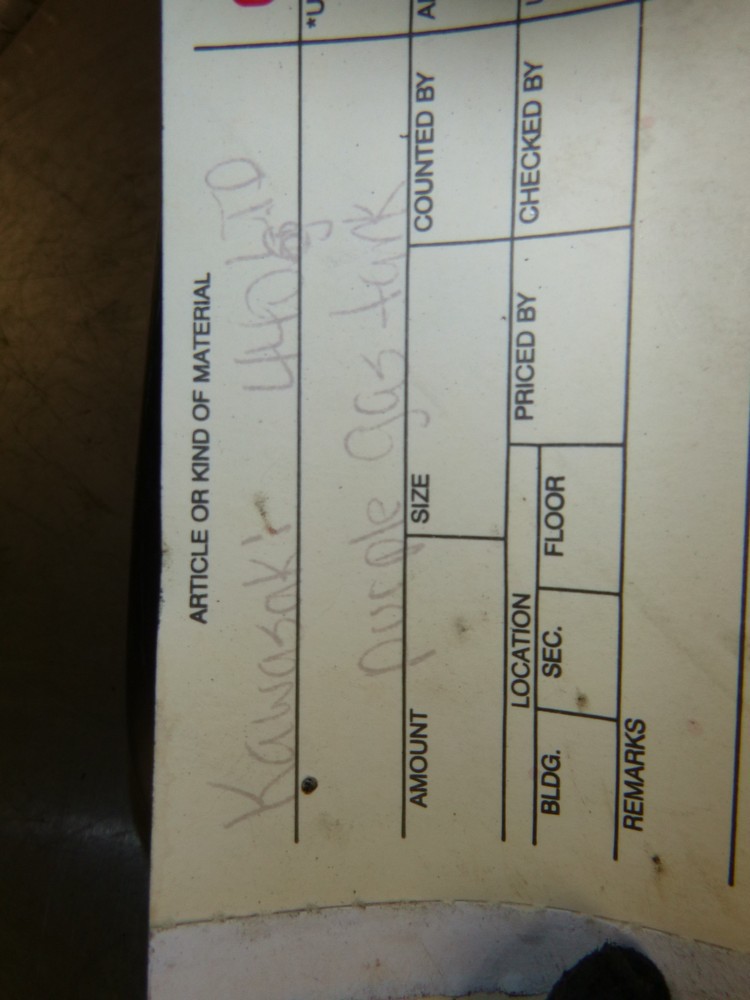 ARTICLE OR KIND OF MATERIAL
Kawasaki
purple gas tank
AMOUNT SIZE COUNTED BY
LOCATION PRICED BY CHECKED BY
BLDG. SEC. FLOOR
REMARKS